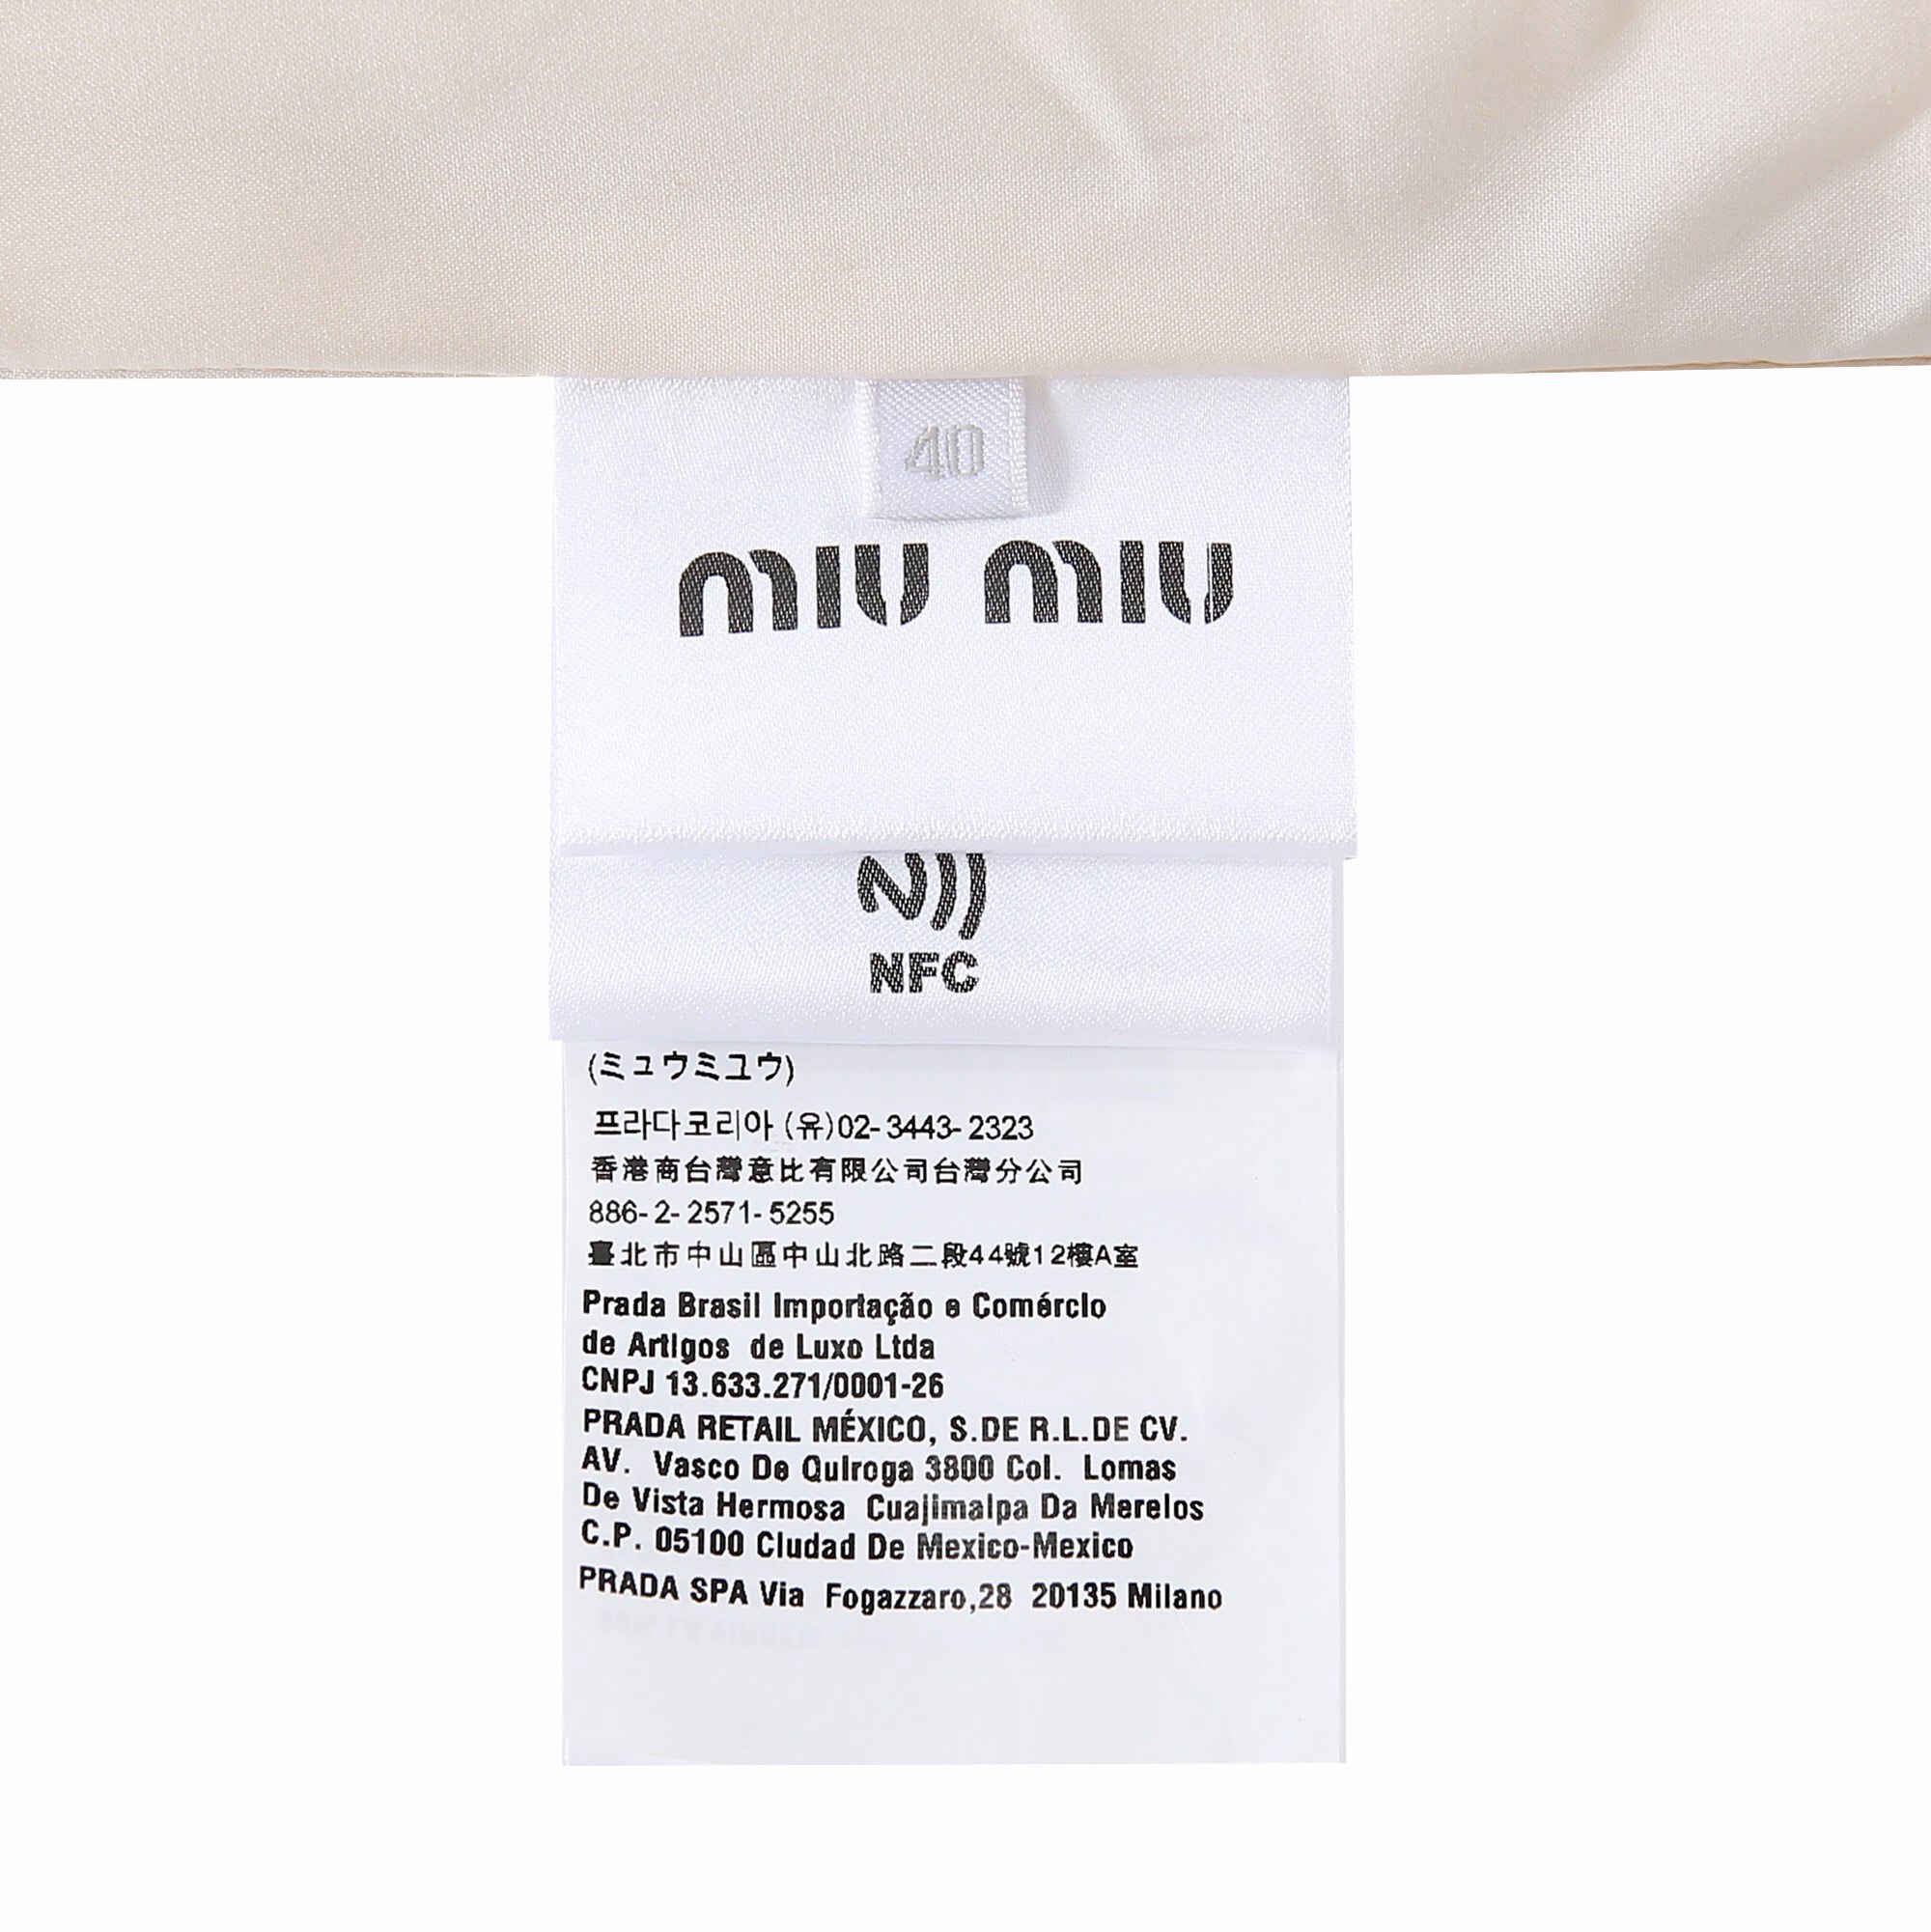 40
MIU MIU
NFC
(ミュウミユウ)
프라다코리아 (유)02-3443-2323
香港商台灣意比有限公司台灣分公司
886-2-2571-5255
臺北市中山區中山北路二段44號12樓A室
Prada Brasil Importação e Comércio
de Artigos de Luxo Ltda
CNPJ 13.633.271/0001-26
PRADA RETAIL MÉXICO, S.DE R.L.DE CV.
AV. Vasco De Quiroga 3800 Col. Lomas
De Vista Hermosa Cuajimalpa Da Merelos
C.P. 05100 Ciudad De Mexico-Mexico
PRADA SPA Via Fogazzaro,28 20135 Milano